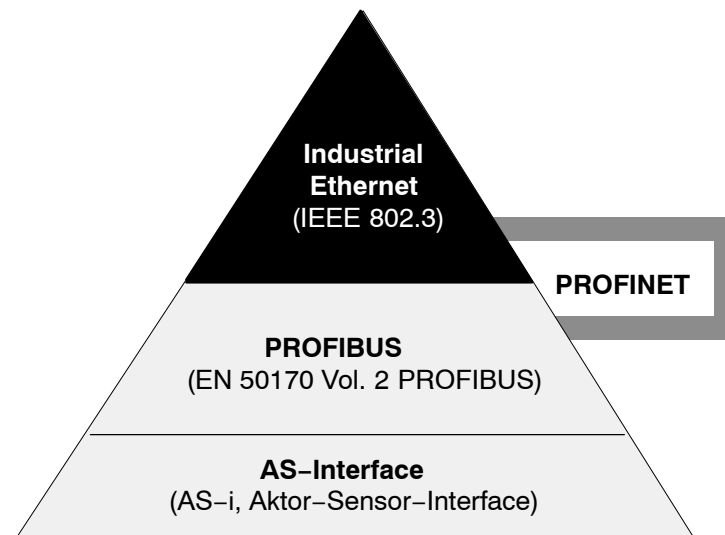 Industrial
Ethernet
(IEEE 802.3)
PROFINET
PROFIBUS
(EN 50170 Vol. 2 PROFIBUS)
AS–Interface
(AS–i, Aktor–Sensor–Interface)